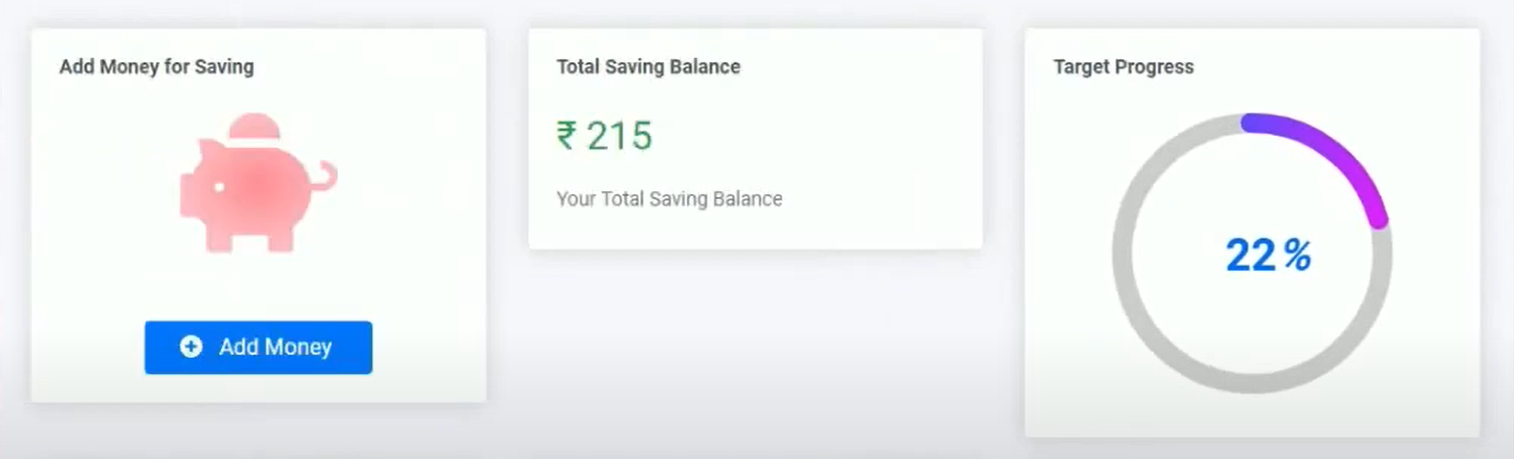 Add Money for Saving
Add Money
Total Saving Balance
₹ 215
Your Total Saving Balance
Target Progress
22 %